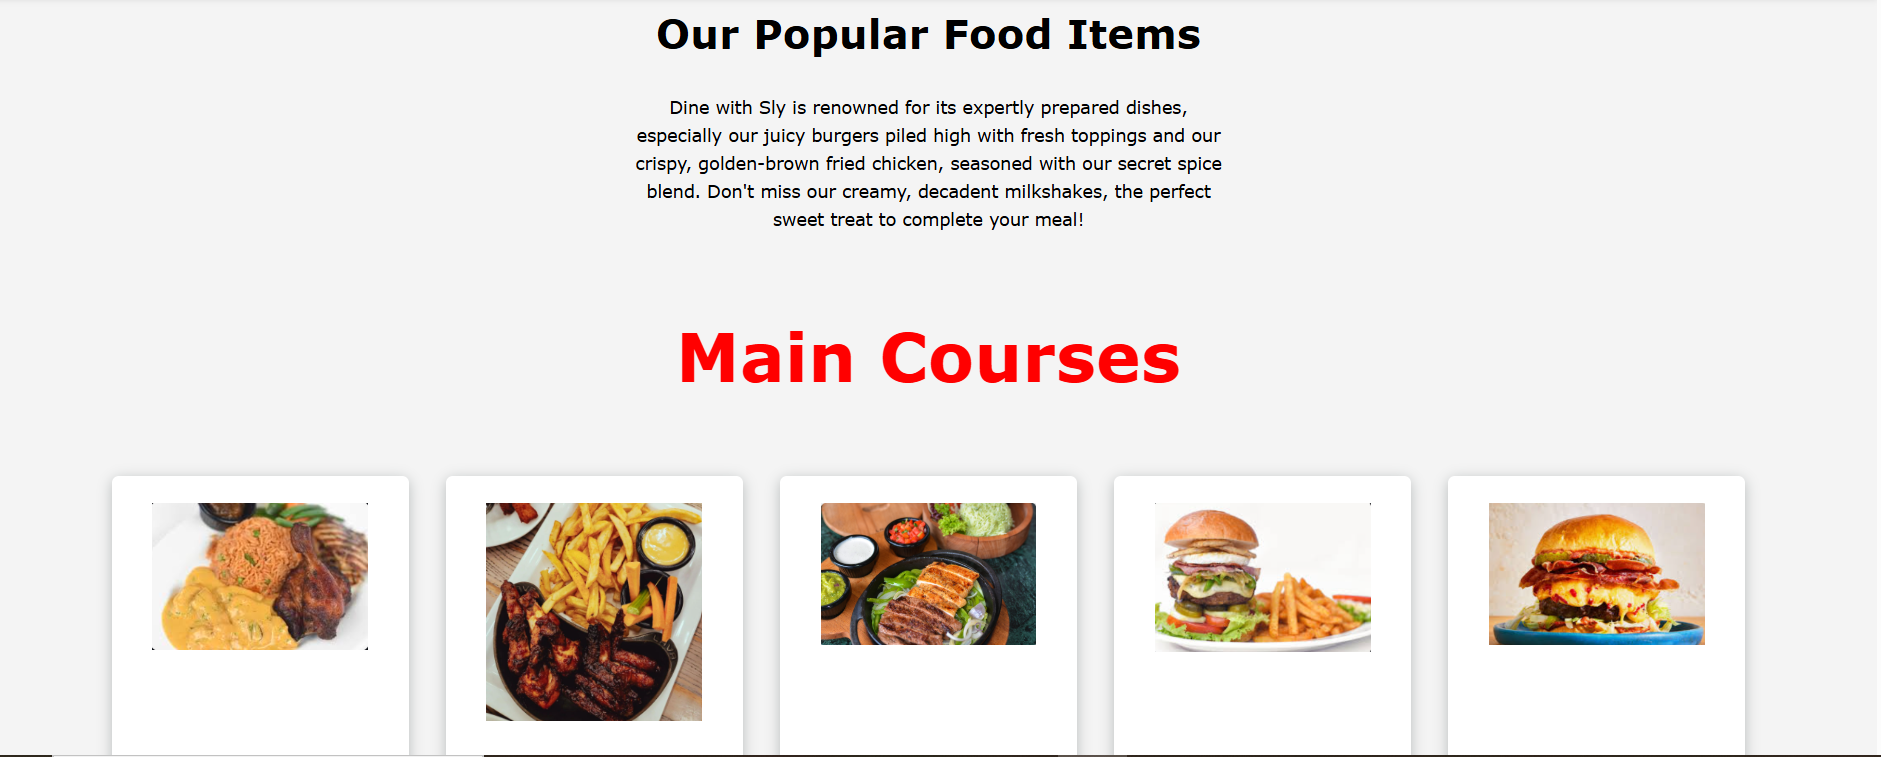 Our Popular Food Items
Dine with Sly is renowned for its expertly prepared dishes,
especially our juicy burgers piled high with fresh toppings and our
crispy, golden-brown fried chicken, seasoned with our secret spice
blend. Don't miss our creamy, decadent milkshakes, the perfect
sweet treat to complete your meal!
Main Courses